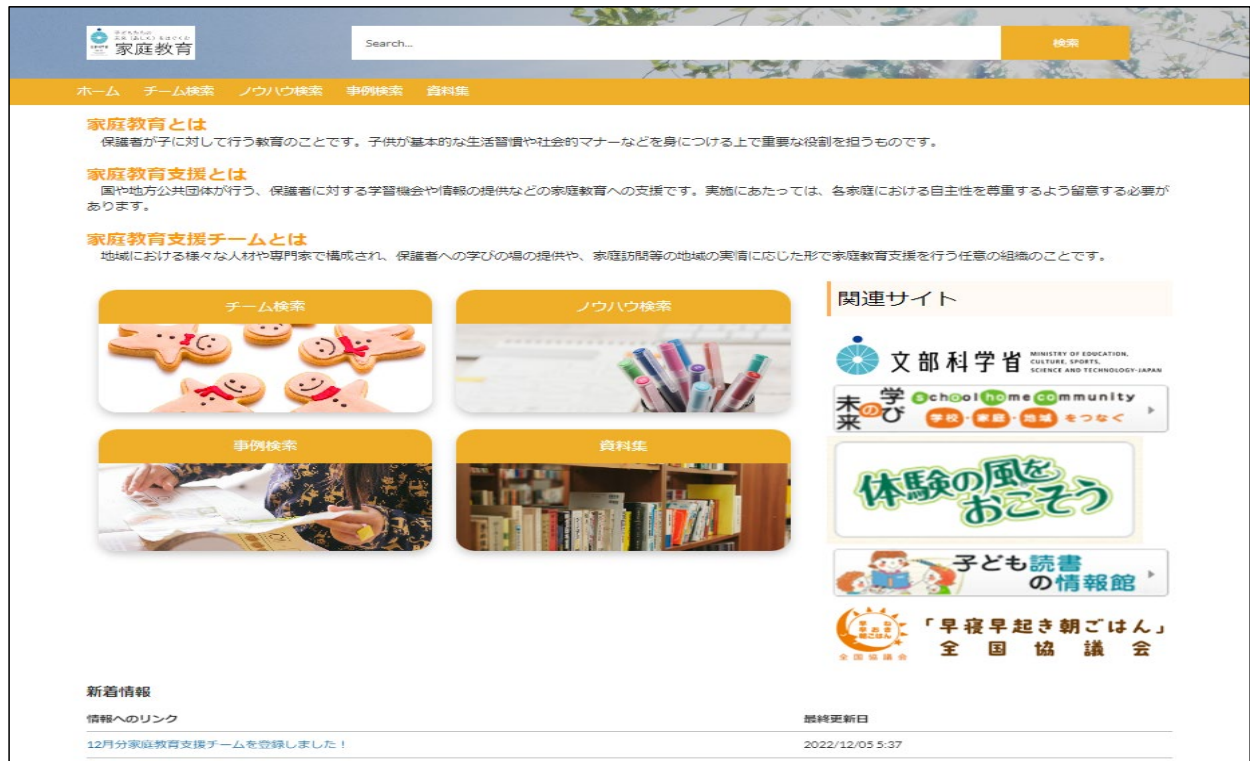 家庭教育
Search...
検索
ホーム チーム検索 ノウハウ検索 事例検索 資料集
家庭教育とは
保護者が子に対して行う教育のことです。子供が基本的な生活習慣や社会的マナーなどを身につける上で重要な役割を担うものです。
家庭教育支援とは
国や地方公共団体が行う、保護者に対する学習機会や情報の提供などの家庭教育への支援です。実施にあたっては、各家庭における自主性を尊重するよう留意する必要が
あります。
家庭教育支援チームとは
地域における様々な人材や専門家で構成され、保護者への学びの場の提供や、家庭訪問等の地域の実情に応じた形で家庭教育支援を行う任意の組織のことです。
チーム検索
ノウハウ検索
事例検索
資料集
関連サイト
文部科学省
MINISTRY OF EDUCATION,
CULTURE, SPORTS,
SCIENCE AND TECHNOLOGY-JAPAN
未来の学び
School home community
学校・家庭・地域 をつなぐ
体験の風を
おこそう
子ども読書
の情報館
早寝早起き朝ごはん
全国協議会
「早寝早起き朝ごはん」
全国協議会
新着情報
情報へのリンク 最終更新日
12月分家庭教育支援チームを登録しました！ 2022/12/05 5:37